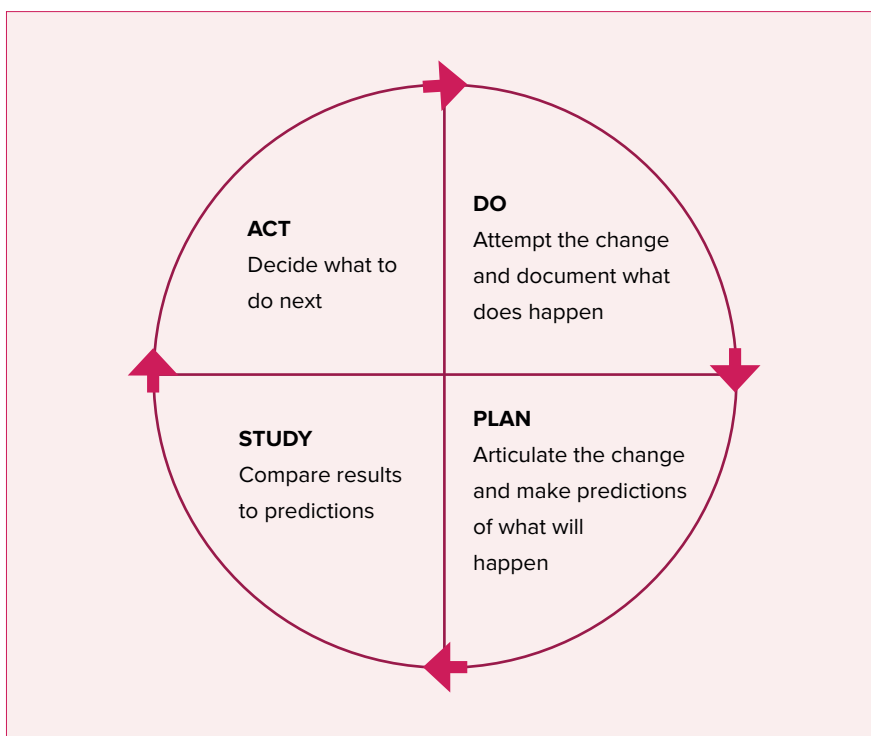 ACT
Decide what to
do next
DO
Attempt the change
and document what
does happen
STUDY
Compare results
to predictions
PLAN
Articulate the change
and make predictions
of what will
happen